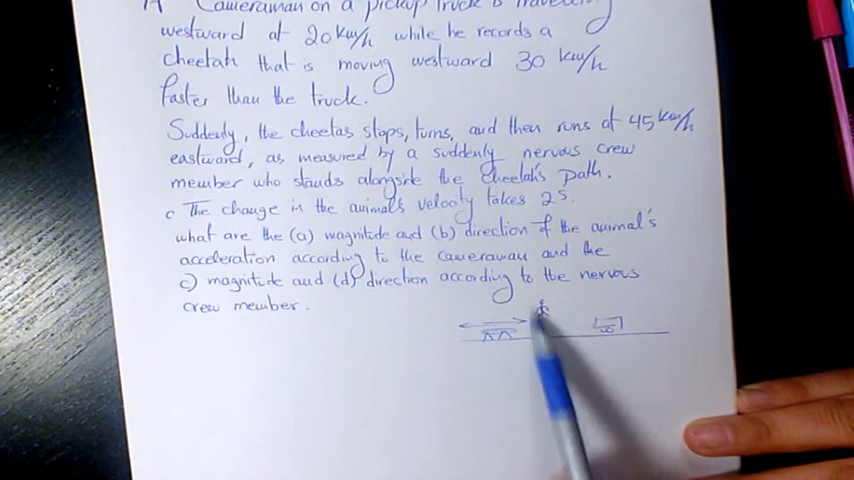 A Cameraman on a pickup truck is traveling
westward at 20 km/h while he records a
cheetah that is moving westward 30 km/h
faster than the truck.
Suddenly, the cheetas stops, turns, and then runs at 45 km/h
eastward, as measured by a suddenly nervous crew
member who stands alongside the cheetah's path.
c The change in the animal's velocity takes 2 s.
what are the (a) magnitude and (b) direction of the animal's
acceleration according to the cameraman and the
c) magnitude and (d) direction according to the nervous
crew member.